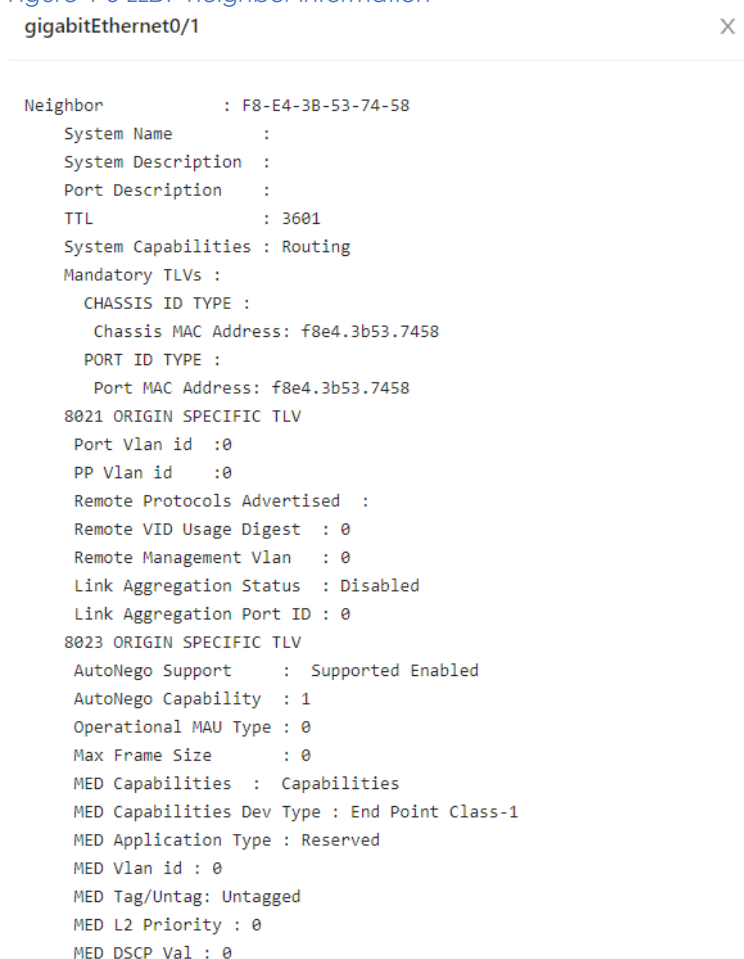 Figure 4-8 LLDP neighbor information
gigabitEthernet0/1 X
Neighbor : F8-E4-3B-53-74-58
System Name :
System Description :
Port Description :
TTL : 3601
System Capabilities : Routing
Mandatory TLVs :
CHASSIS ID TYPE :
Chassis MAC Address: f8e4.3b53.7458
PORT ID TYPE :
Port MAC Address: f8e4.3b53.7458
8021 ORIGIN SPECIFIC TLV
Port Vlan id :0
PP Vlan id :0
Remote Protocols Advertised :
Remote VID Usage Digest : 0
Remote Management Vlan : 0
Link Aggregation Status : Disabled
Link Aggregation Port ID : 0
8023 ORIGIN SPECIFIC TLV
AutoNego Support : Supported Enabled
AutoNego Capability : 1
Operational MAU Type : 0
Max Frame Size : 0
MED Capabilities : Capabilities
MED Capabilities Dev Type : End Point Class-1
MED Application Type : Reserved
MED Vlan id : 0
MED Tag/Untag: Untagged
MED L2 Priority : 0
MED DSCP Val : 0